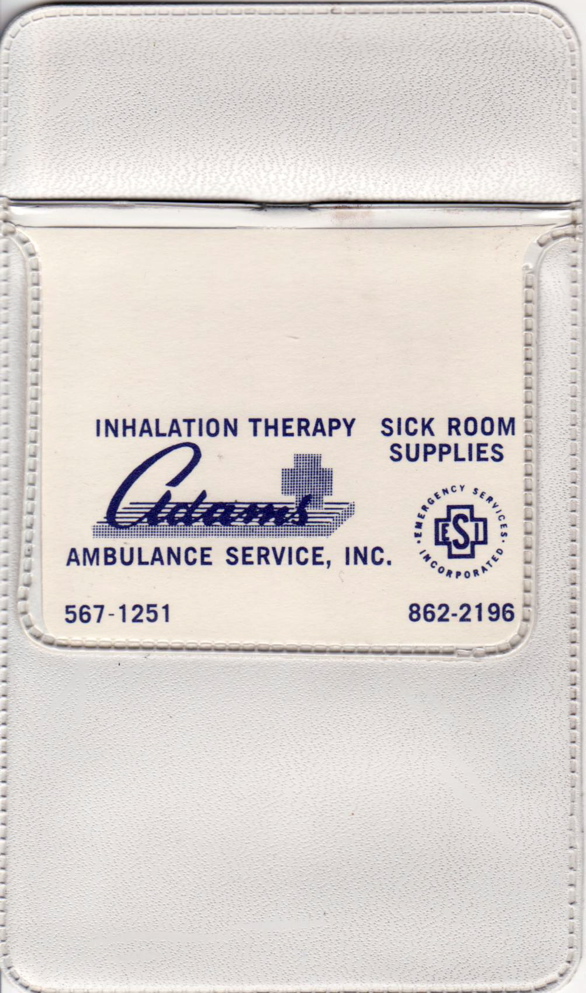 INHALATION THERAPY
SICK ROOM
SUPPLIES
Adams
AMBULANCE SERVICE, INC.
EMERGENCY SERVICES
INCORPORATED
ESI
567-1251
862-2196